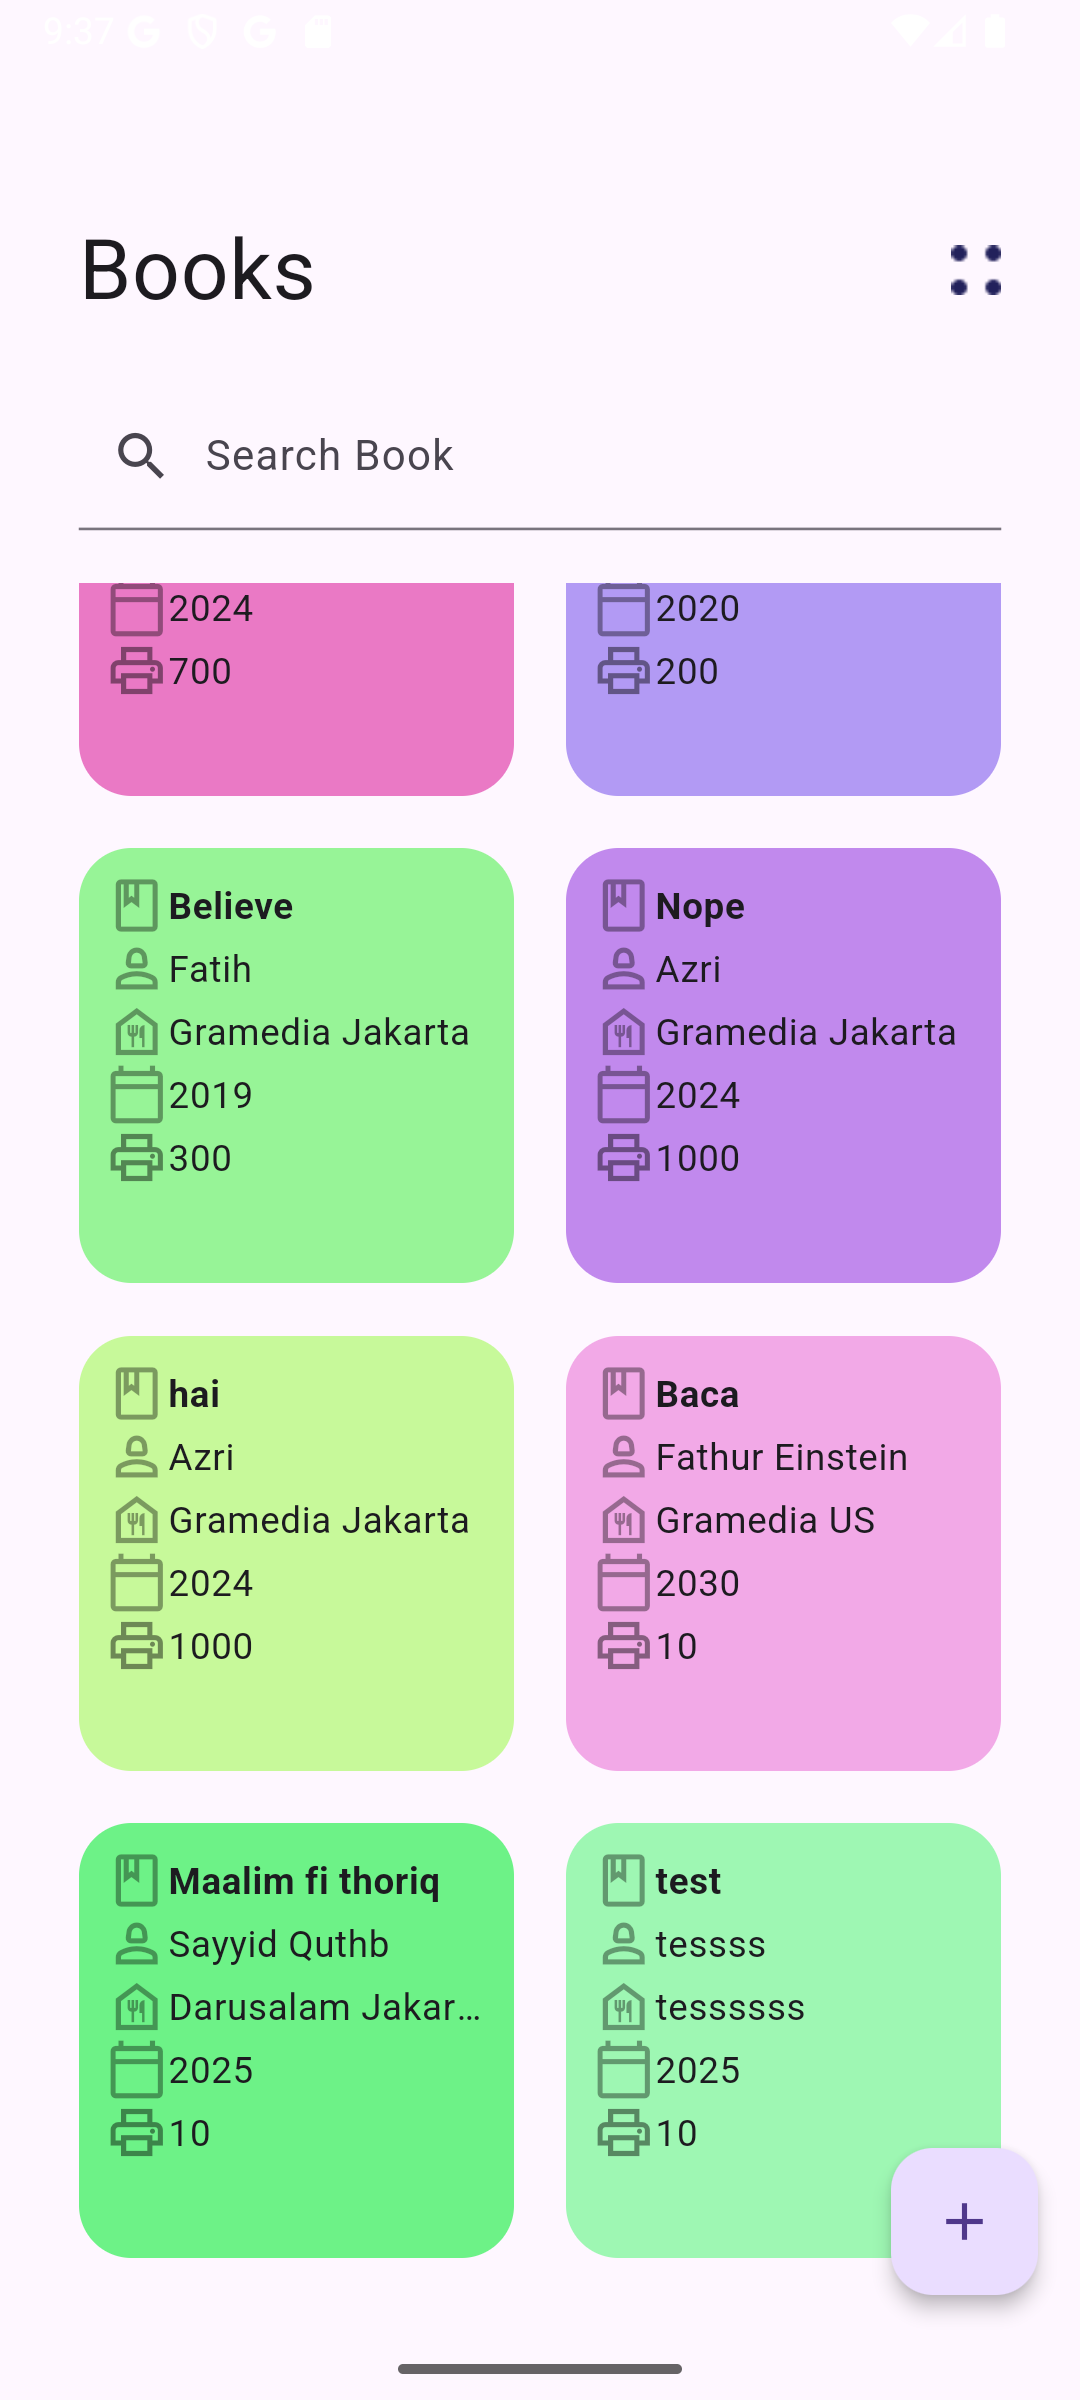 9:37
Books
Search Book
2024
700
2020
200
Believe
Fatih
Gramedia Jakarta
2019
300
Nope
Azri
Gramedia Jakarta
2024
1000
hai
Azri
Gramedia Jakarta
2024
1000
Baca
Fathur Einstein
Gramedia US
2030
10
Maalim fi thoriq
Sayyid Quthb
Darusalam Jakar...
2025
10
test
tessss
tessssss
2025
10